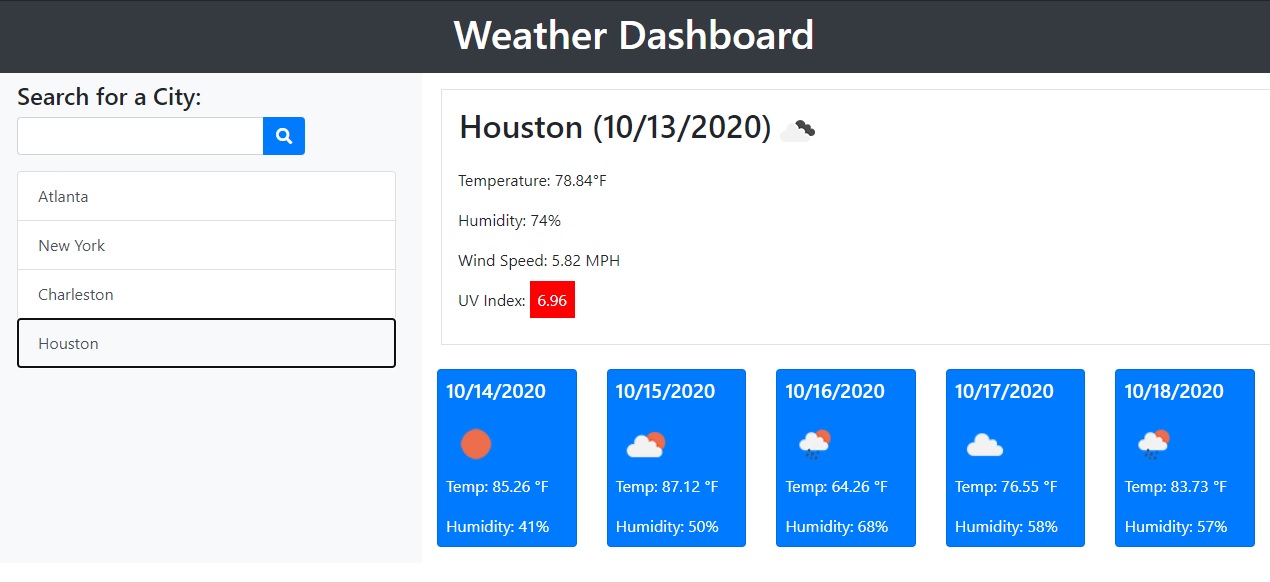 Weather Dashboard
Search for a City:
Atlanta
New York
Charleston
Houston
Houston (10/13/2020)
Temperature: 78.84°F
Humidity: 74%
Wind Speed: 5.82 MPH
UV Index: 6.96
10/14/2020
Temp: 85.26 °F
Humidity: 41%
10/15/2020
Temp: 87.12 °F
Humidity: 50%
10/16/2020
Temp: 64.26 °F
Humidity: 68%
10/17/2020
Temp: 76.55 °F
Humidity: 58%
10/18/2020
Temp: 83.73 °F
Humidity: 57%